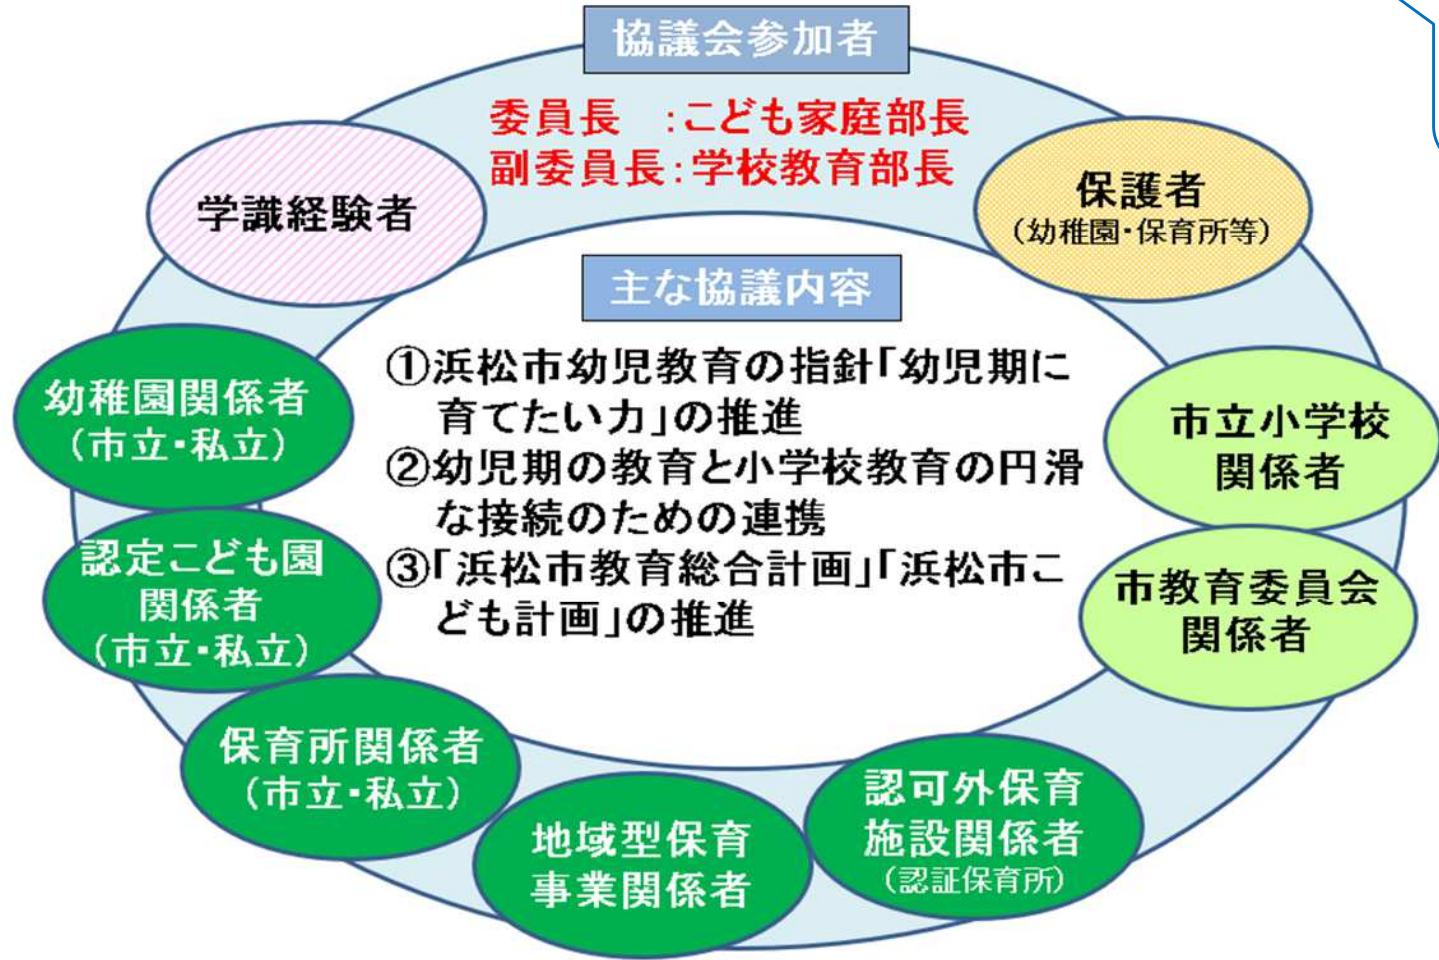 協議会参加者
委員長　:こども家庭部長
副委員長:学校教育部長
学識経験者
保護者
(幼稚園・保育所等)
主な協議内容
①浜松市幼児教育の指針「幼児期に
育てたい力」の推進
②幼児期の教育と小学校教育の円滑
な接続のための連携
③「浜松市教育総合計画」「浜松市こ
ども計画」の推進
幼稚園関係者
(市立・私立)
認定こども園
関係者
(市立・私立)
保育所関係者
(市立・私立)
地域型保育
事業関係者
認可外保育
施設関係者
(認証保育所)
市立小学校
関係者
市教育委員会
関係者